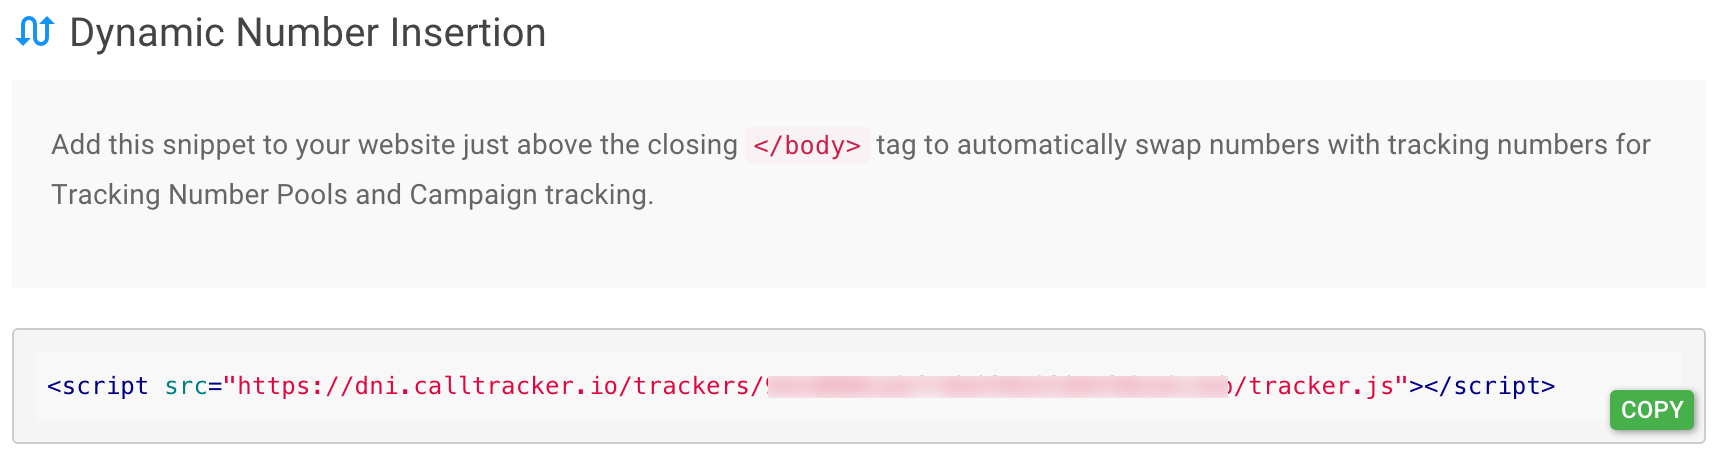 Dynamic Number Insertion
Add this snippet to your website just above the closing </body> tag to automatically swap numbers with tracking numbers for
Tracking Number Pools and Campaign tracking.
<script src="https://dni.calltracker.io/trackers/ /tracker.js"></script>
COPY